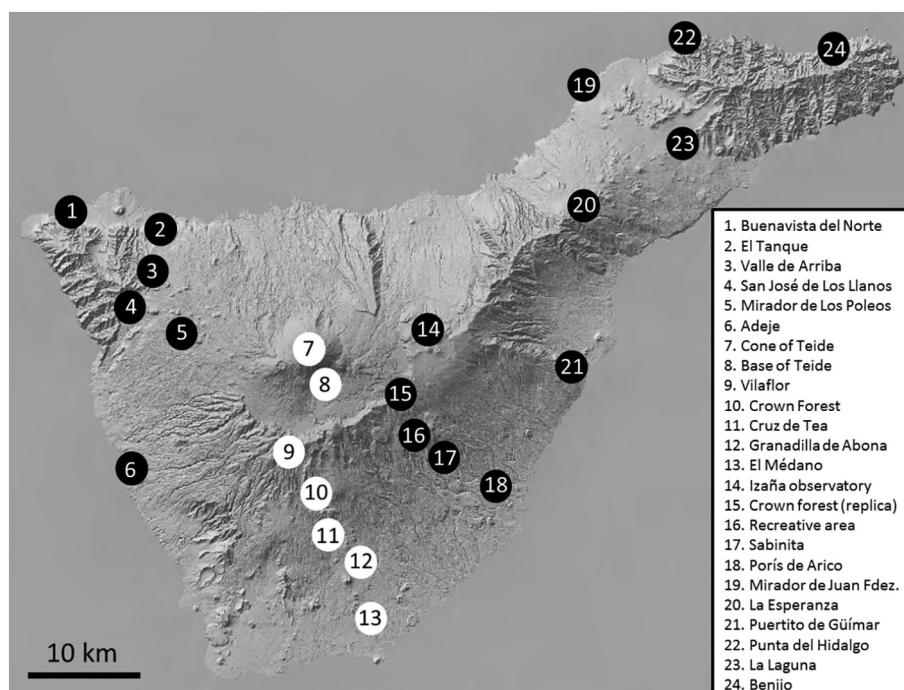 22
24
19
23
1
20
2
3
4
5
14
7
21
8
15
16
9
17
6
18
10
11
12
13
10 km
1. Buenavista del Norte
2. El Tanque
3. Valle de Arriba
4. San José de Los Llanos
5. Mirador de Los Poleos
6. Adeje
7. Cone of Teide
8. Base of Teide
9. Vilaflor
10. Crown Forest
11. Cruz de Tea
12. Granadilla de Abona
13. El Médano
14. Izaña observatory
15. Crown forest (replica)
16. Recreative area
17. Sabinita
18. Porís de Arico
19. Mirador de Juan Fdez.
20. La Esperanza
21. Puertito de Güímar
22. Punta del Hidalgo
23. La Laguna
24. Benijo